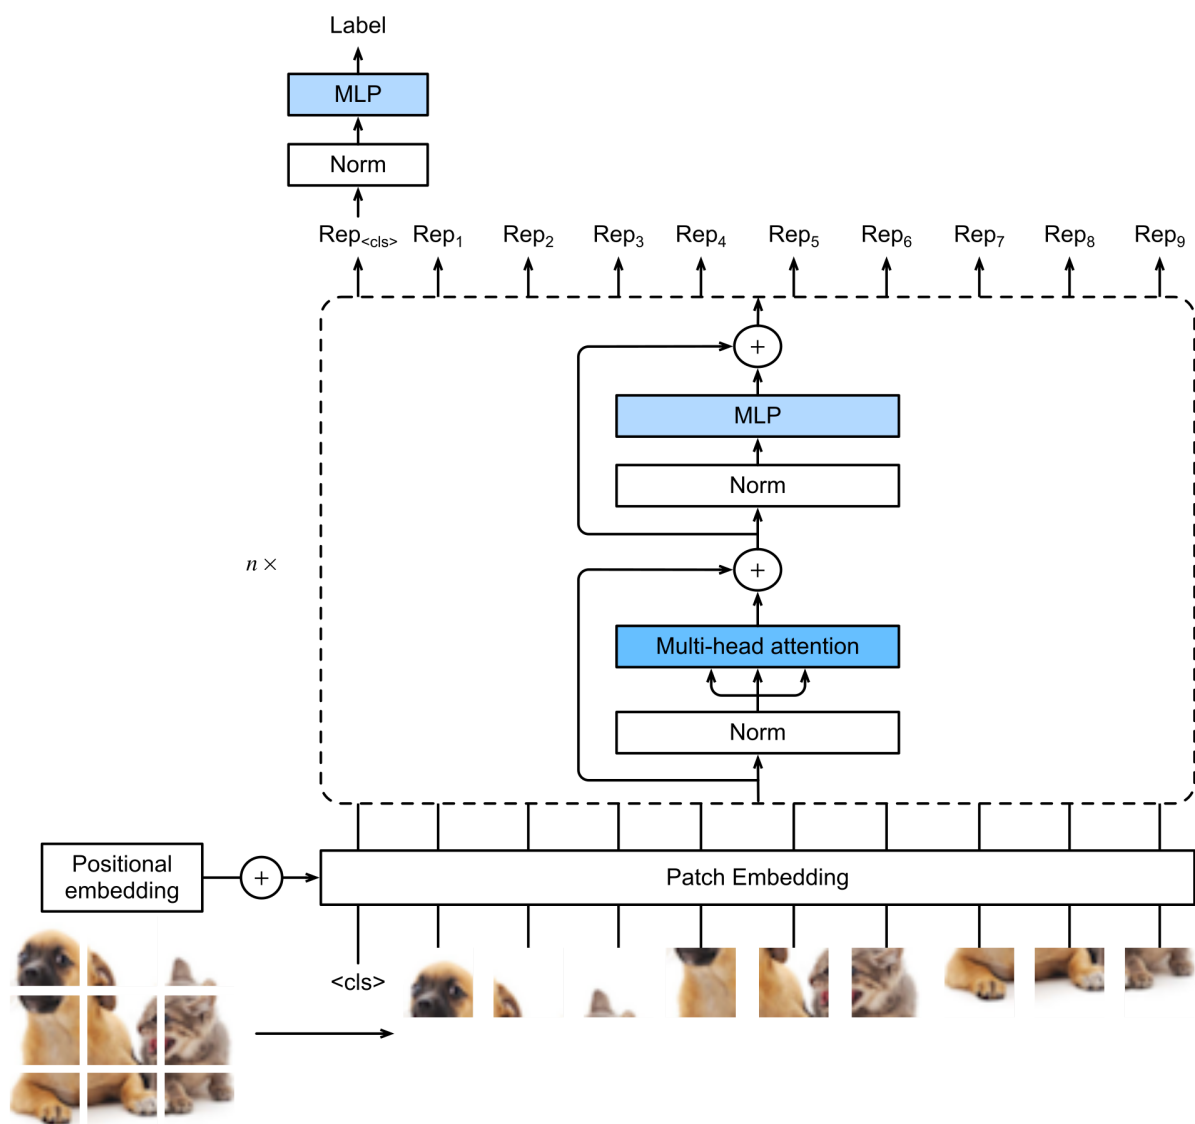 Label
MLP
Norm
Rep<cls> Rep1 Rep2 Rep3 Rep4 Rep5 Rep6 Rep7 Rep8 Rep9
+
MLP
Norm
n ×
+
Multi-head attention
Norm
Positional
embedding
+
Patch Embedding
<cls>